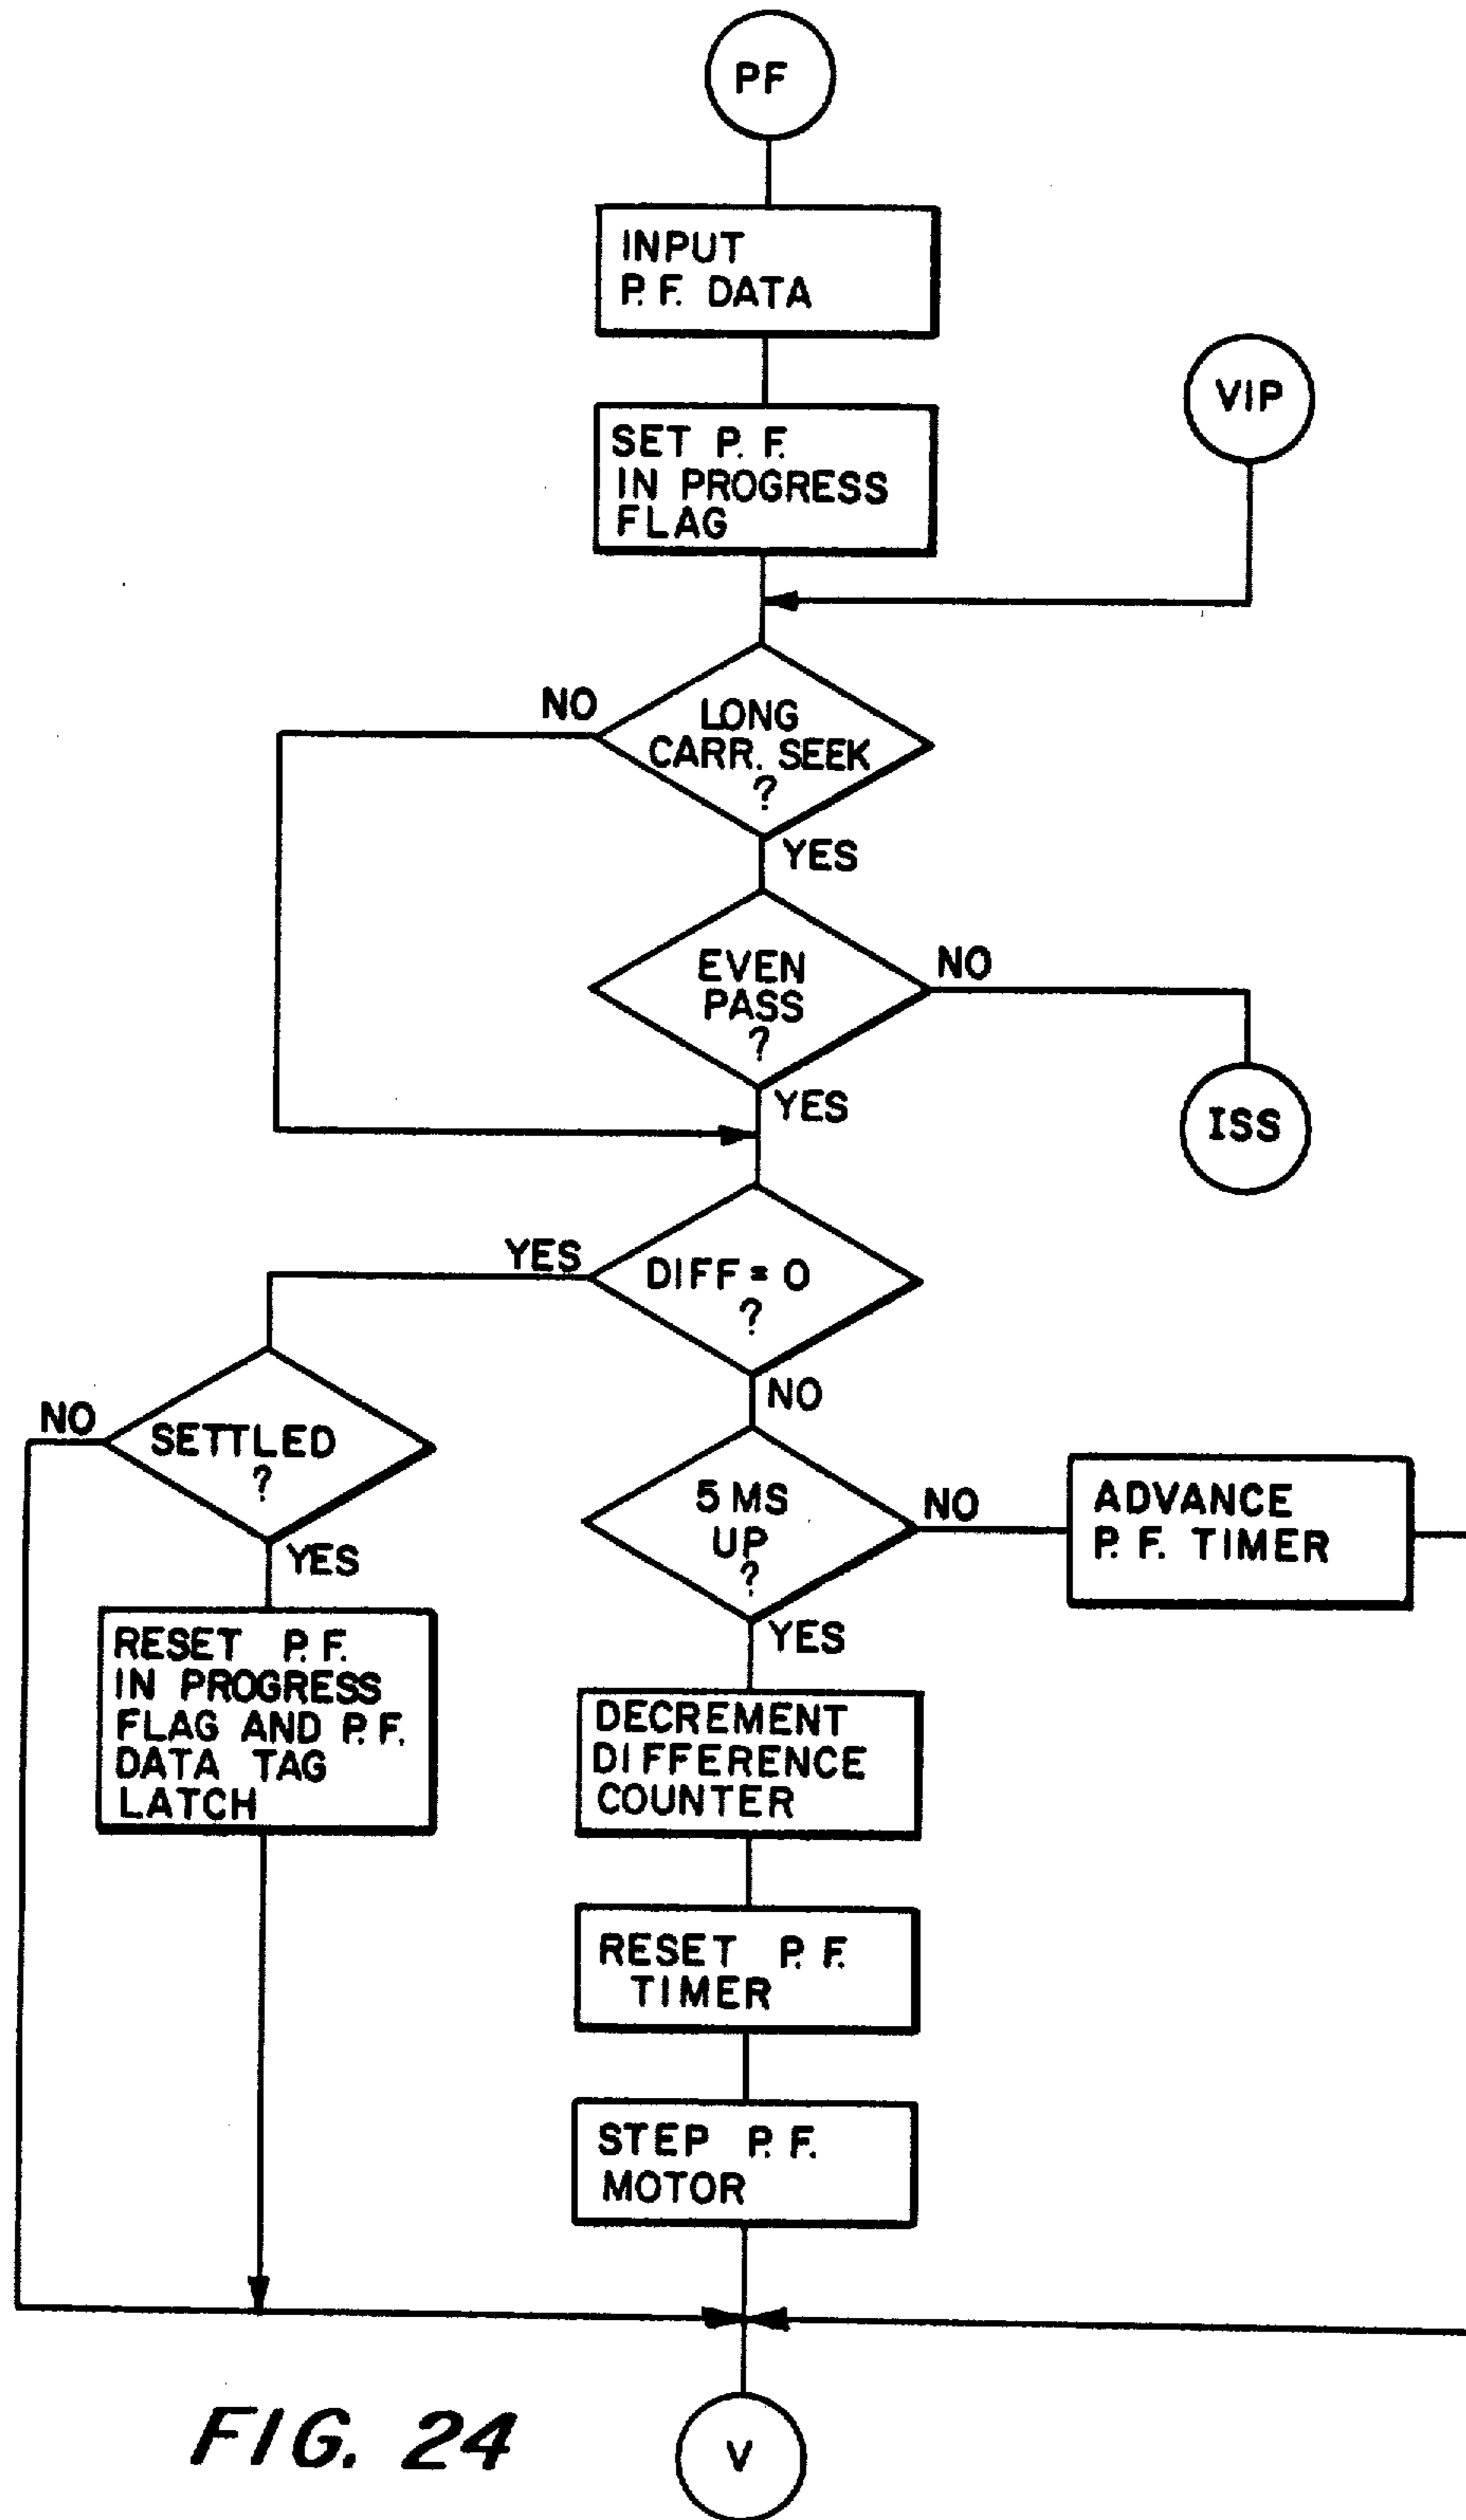 PF
INPUT
P.F. DATA
VIP
SET P.F.
IN PROGRESS
FLAG
NO
LONG
CARR. SEEK
?
YES
EVEN
PASS
?
NO
YES
ISS
YES
DIFF = 0
?
NO
NO
SETTLED
?
YES
5 MS
UP
?
NO
ADVANCE
P.F. TIMER
YES
RESET P.F.
IN PROGRESS
FLAG AND P.F.
DATA TAG
LATCH
DECREMENT
DIFFERENCE
COUNTER
RESET P.F.
TIMER
STEP P.F.
MOTOR
FIG. 24
V